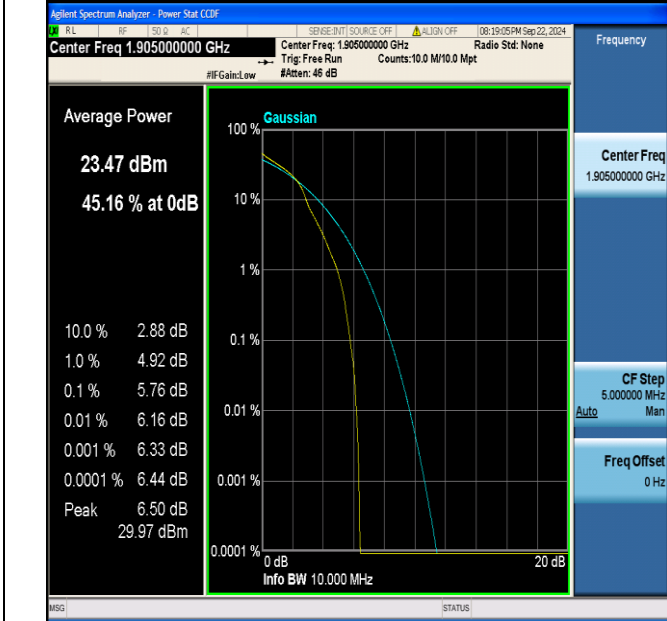 Agilent Spectrum Analyzer - Power Stat CCDF
RL RF 50 Ω AC SENSE:INT SOURCE OFF ALIGN OFF 08:19:05 PM Sep 22, 2024
Center Freq 1.905000000 GHz
Center Freq: 1.905000000 GHz Radio Std: None
Trig: Free Run Counts:10.0 M/10.0 Mpt
#IFGain:Low #Atten: 46 dB
Frequency
Average Power
23.47 dBm
45.16 % at 0dB
10.0 % 2.88 dB
1.0 % 4.92 dB
0.1 % 5.76 dB
0.01 % 6.16 dB
0.001 % 6.33 dB
0.0001 % 6.44 dB
Peak 6.50 dB
29.97 dBm
Gaussian
100 %
10 %
1 %
0.1 %
0.01 %
0.001 %
0.0001 %
0 dB 20 dB
Info BW 10.000 MHz
Center Freq
1.905000000 GHz
CF Step
5.000000 MHz
Auto Man
Freq Offset
0 Hz
MSG STATUS